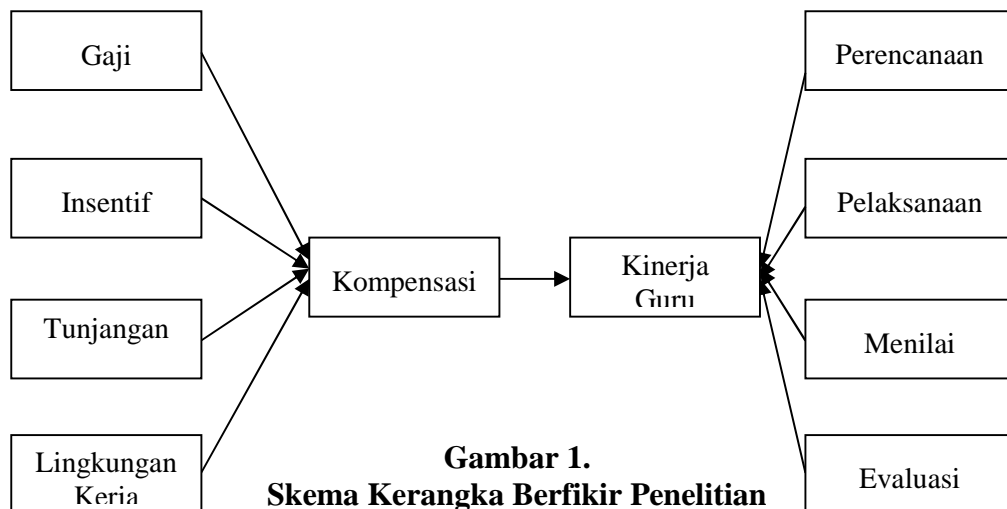 Gaji
Perencanaan
Insentif
Pelaksanaan
Kompensasi
Kinerja
Guru
Tunjangan
Menilai
Lingkungan
Kerja
Evaluasi
Gambar 1.
Skema Kerangka Berfikir Penelitian